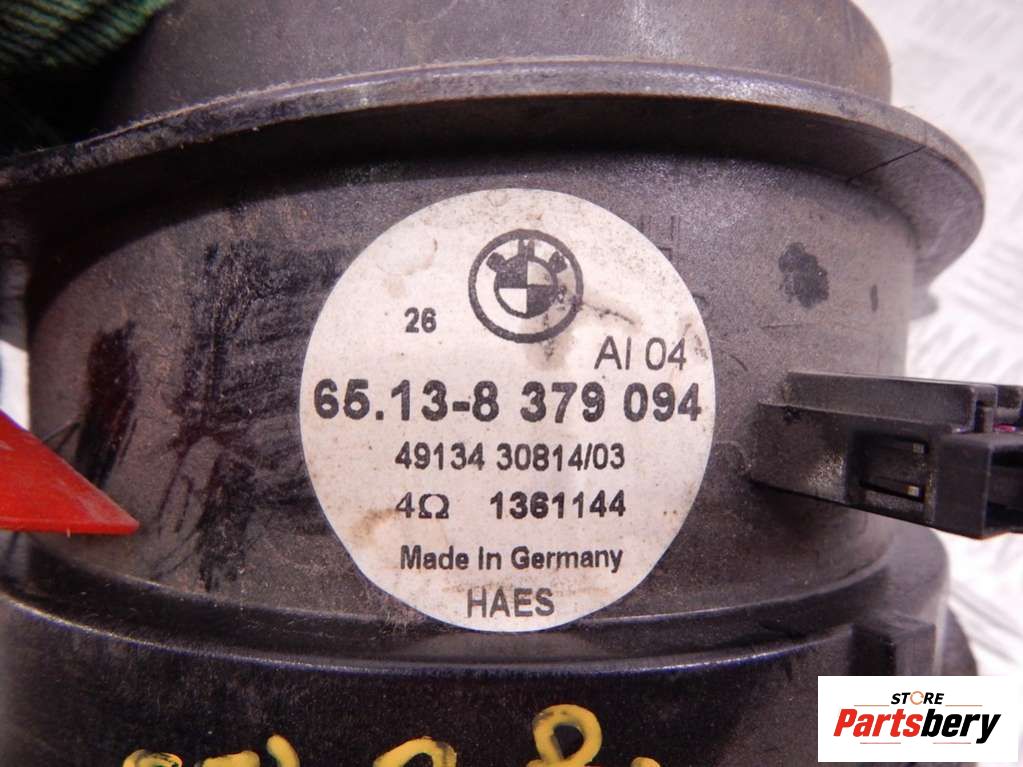 BMW
26
AI 04
65.13-8 379 094
49134 30814/03
4Ω 1361144
Made In Germany
HAES
STORE
Partsbery